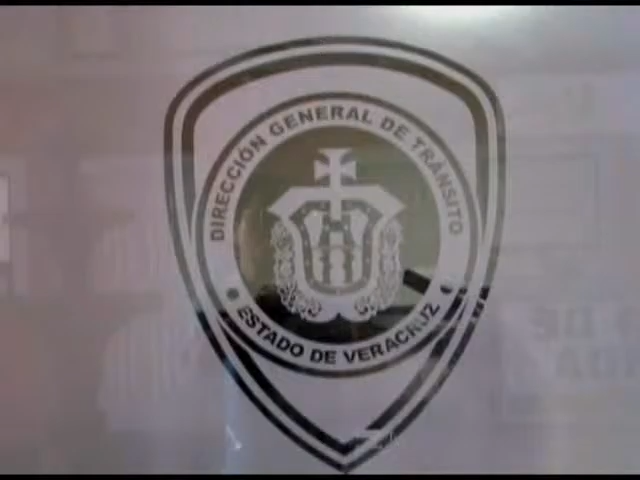 DIRECCIÓN GENERAL DE TRÁNSITO
ESTADO DE VERACRUZ